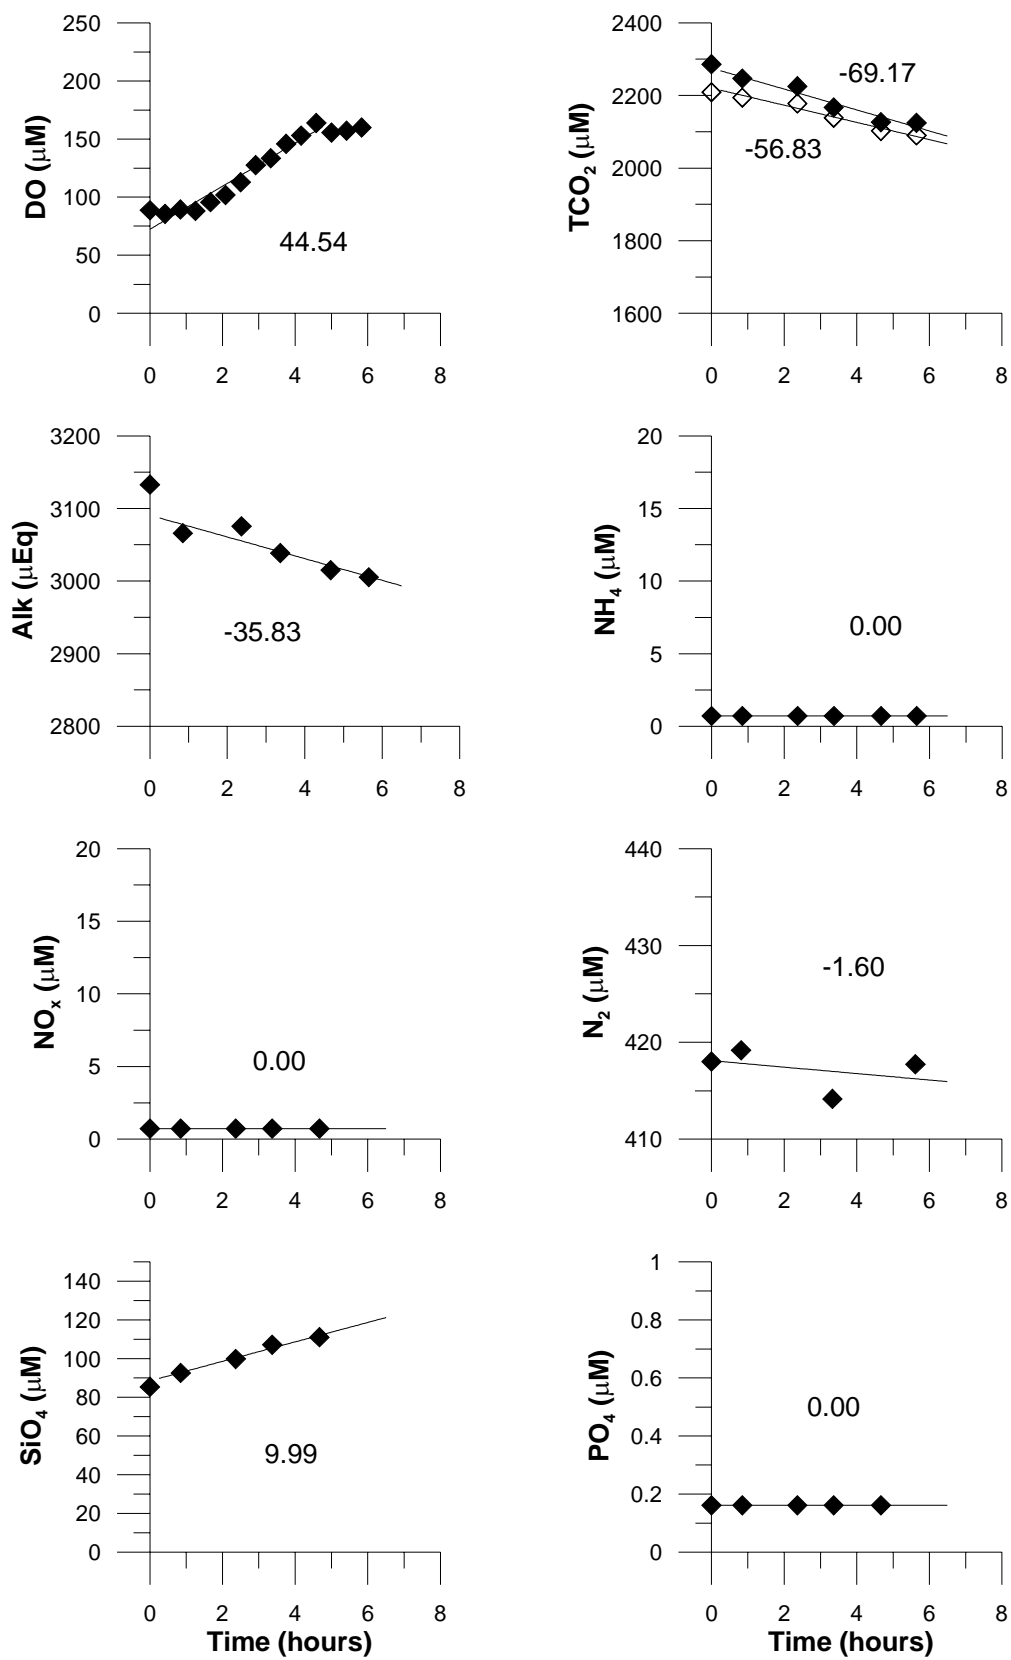 250
200
150
100
50
0
DO (μM)
44.54
0 2 4 6 8
2400
2200
2000
1800
1600
TCO2 (μM)
-69.17
-56.83
0 2 4 6 8
3200
3100
3000
2900
2800
Alk (μEq)
-35.83
0 2 4 6 8
20
15
10
5
0
NH4 (μM)
0.00
0 2 4 6 8
20
15
10
5
0
NOx (μM)
0.00
0 2 4 6 8
440
430
420
410
N2 (μM)
-1.60
0 2 4 6 8
140
120
100
80
60
40
20
0
SiO4 (μM)
9.99
0 2 4 6 8
Time (hours)
1
0.8
0.6
0.4
0.2
0
PO4 (μM)
0.00
0 2 4 6 8
Time (hours)